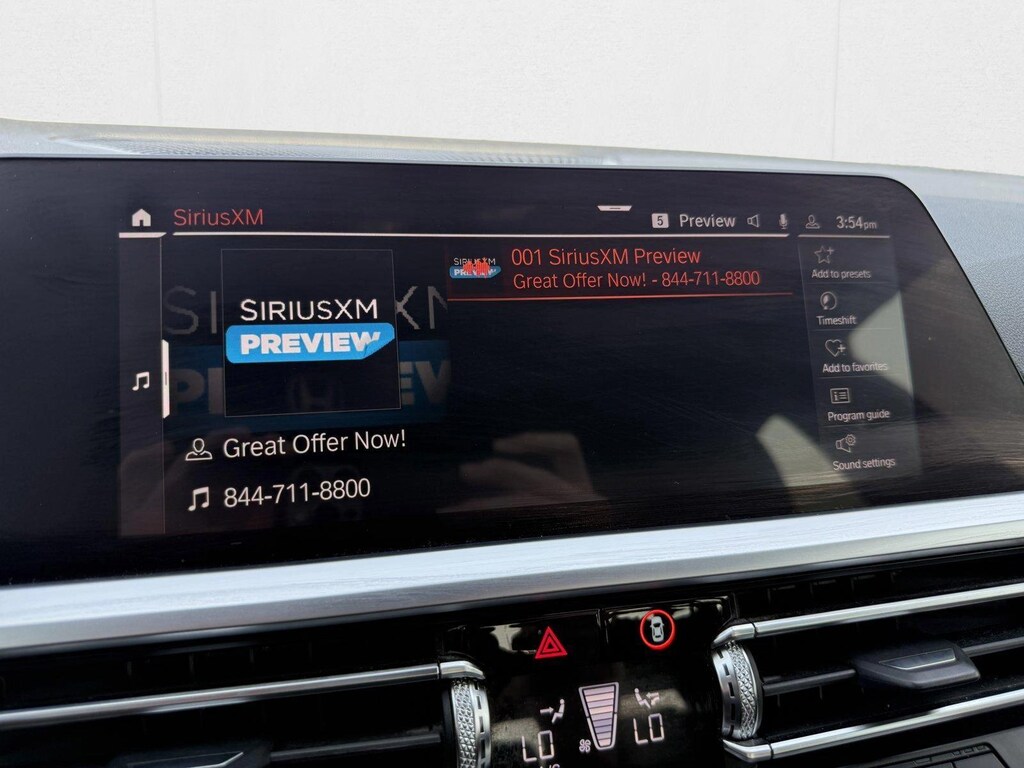 SiriusXM
5 Preview 3:54pm
SIRIUSXM
PREVIEW
Great Offer Now!
844-711-8800
001 SiriusXM Preview
Great Offer Now! - 844-711-8800
Add to presets
Timeshift
Add to favorites
Program guide
Sound settings
LO
LO